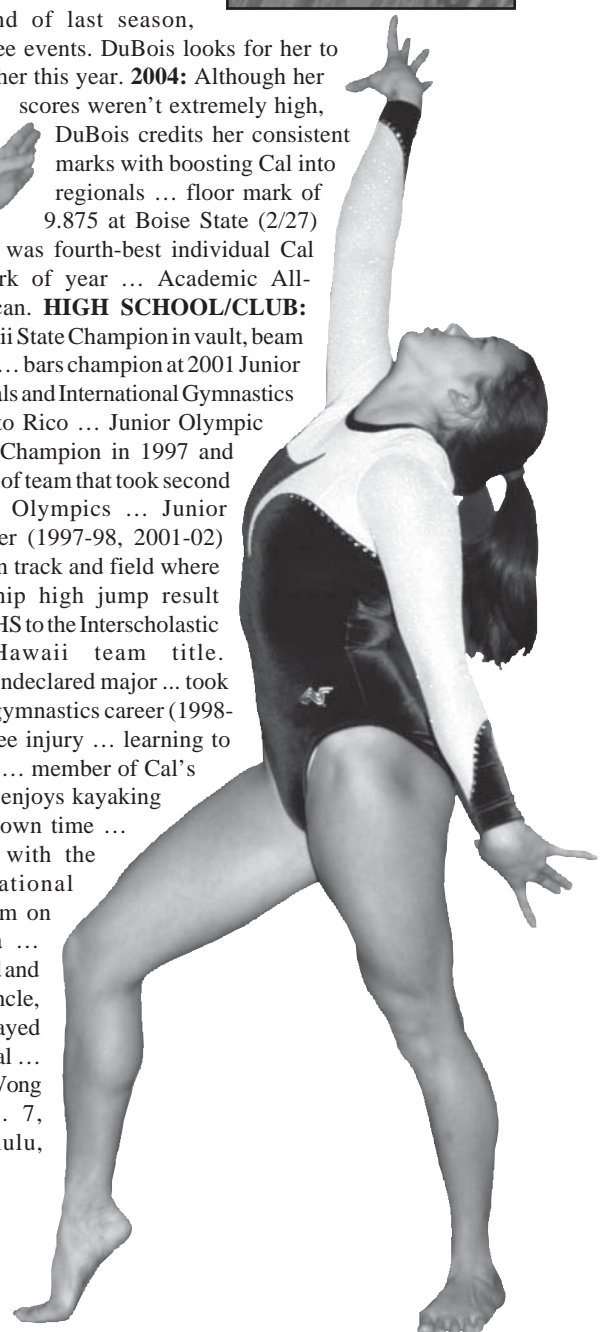 nd of last season,
ee events. DuBois looks for her to
her this year. 2004: Although her
scores weren't extremely high,
DuBois credits her consistent
marks with boosting Cal into
regionals … floor mark of
9.875 at Boise State (2/27)
was fourth-best individual Cal
rk of year … Academic All-
can. HIGH SCHOOL/CLUB:
ii State Champion in vault, beam
… bars champion at 2001 Junior
als and International Gymnastics
to Rico … Junior Olympic
Champion in 1997 and
of team that took second
Olympics … Junior
er (1997-98, 2001-02)
n track and field where
hip high jump result
HS to the Interscholastic
Hawaii team title.
ndeclared major ... took
gymnastics career (1998-
ee injury … learning to
… member of Cal's
enjoys kayaking
own time …
with the
ational
m on
a …
d and
ncle,
ayed
al …
Wong
. 7,
ulu,